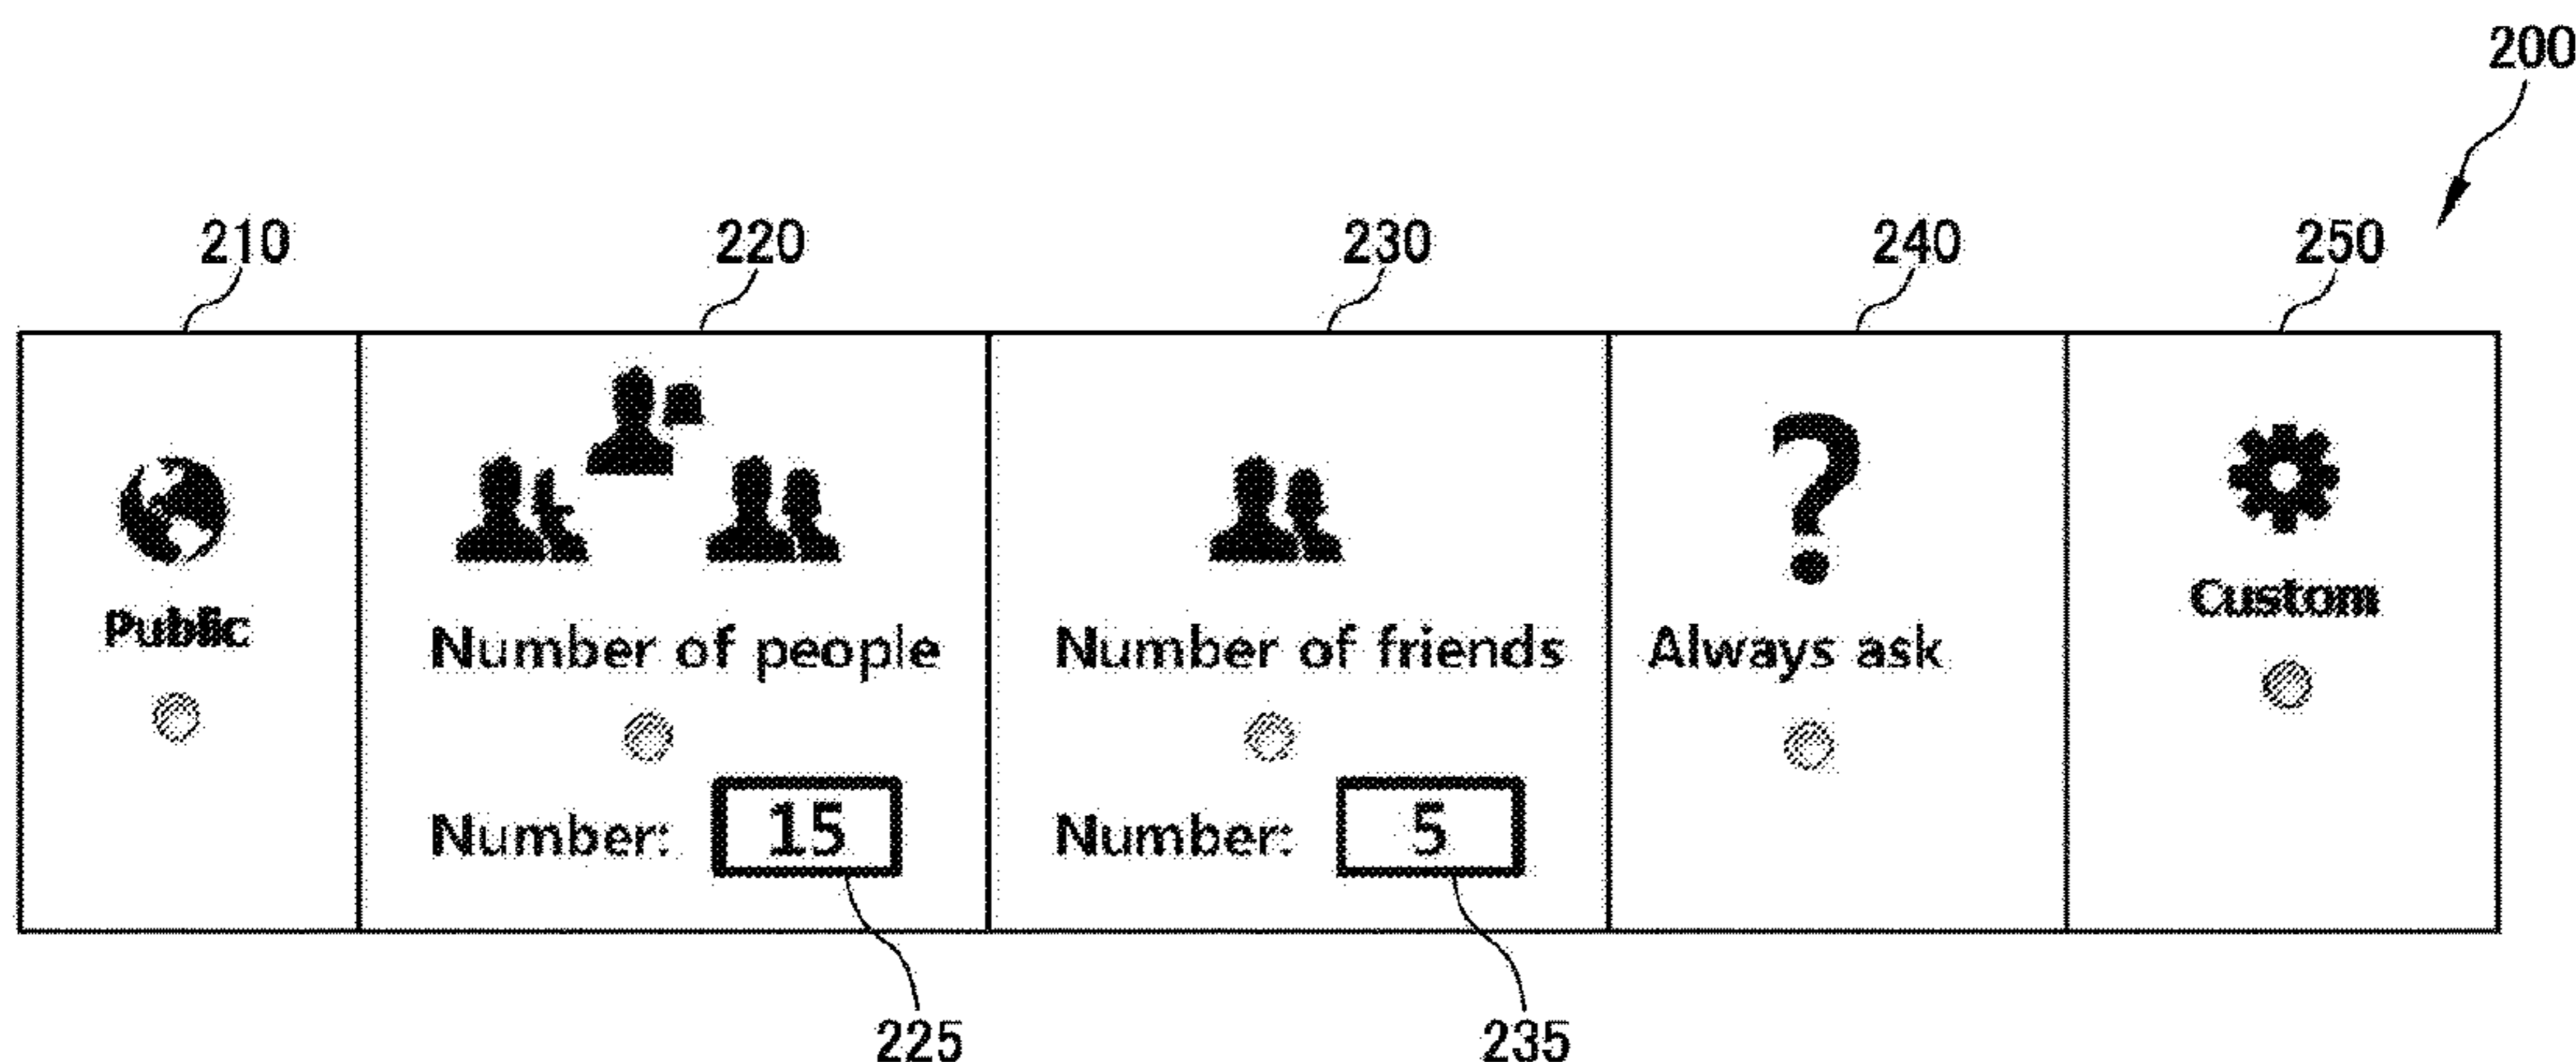 200
210 220 230 240 250
Public
Number of people
Number: 15
Number of friends
Number: 5
Always ask
?
Custom
225 235